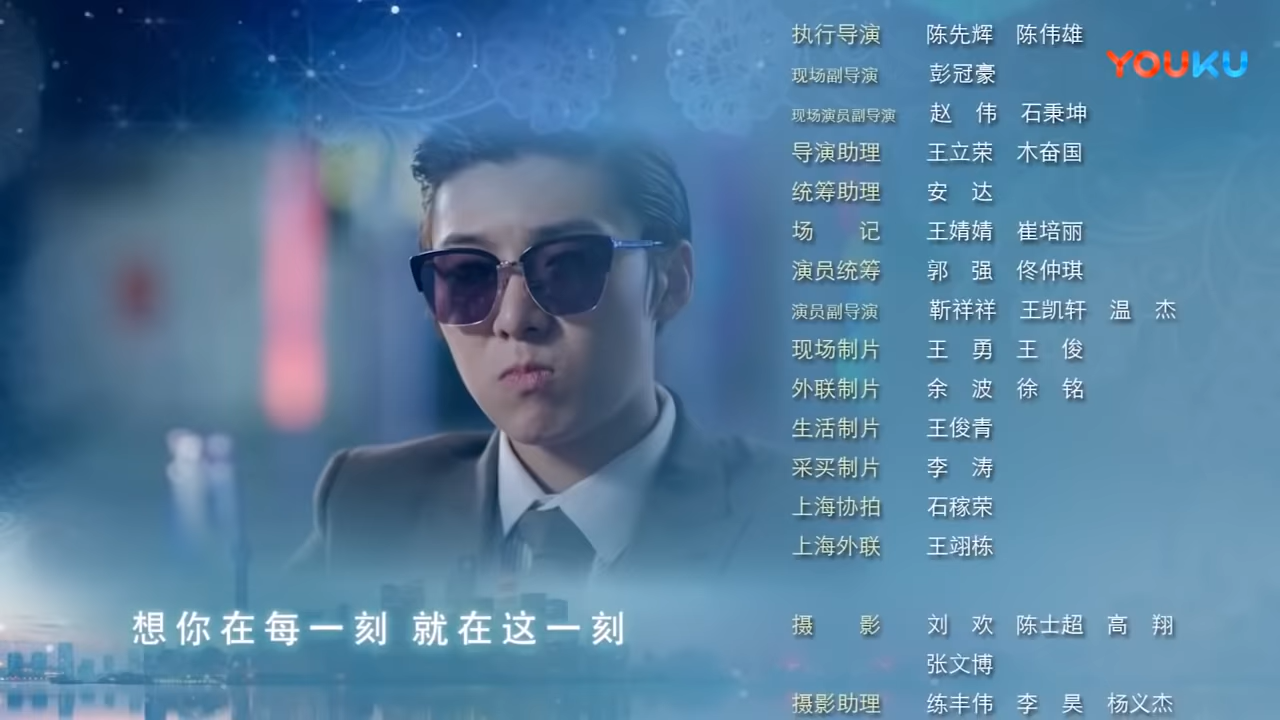 执行导演 陈先辉 陈伟雄
YOUKU
现场副导演 彭冠豪
现场演员副导演 赵 伟 石秉坤
导演助理 王立荣 木奋国
统筹助理 安 达
场 记 王婧婧 崔培丽
演员统筹 郭 强 佟仲琪
演员副导演 靳祥祥 王凯轩 温 杰
现场制片 王 勇 王 俊
外联制片 余 波 徐 铭
生活制片 王俊青
采买制片 李 涛
上海协拍 石稼荣
上海外联 王翊栋
想你在每一刻 就在这一刻
摄 影 刘 欢 陈士超 高 翔
张文博
摄影助理 练丰伟 李 昊 杨义杰